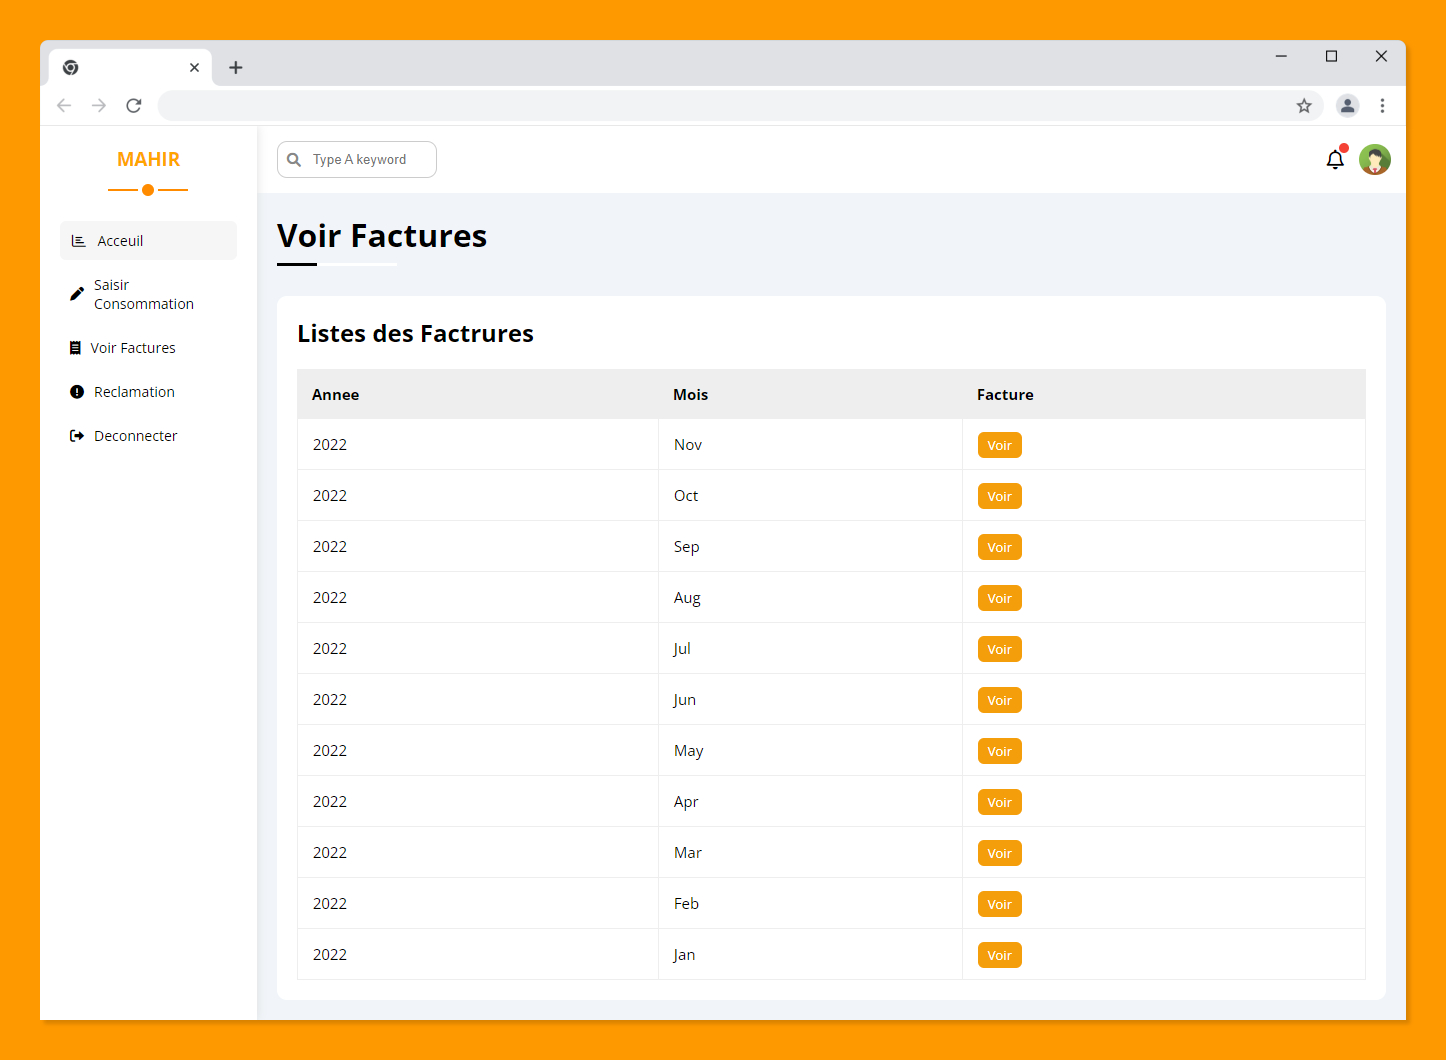 MAHIR
Type A keyword
Acceuil
Saisir
Consommation
Voir Factures
Reclamation
Deconnecter
Voir Factures
Listes des Factrures
Annee Mois Facture
2022 Nov Voir
2022 Oct Voir
2022 Sep Voir
2022 Aug Voir
2022 Jul Voir
2022 Jun Voir
2022 May Voir
2022 Apr Voir
2022 Mar Voir
2022 Feb Voir
2022 Jan Voir